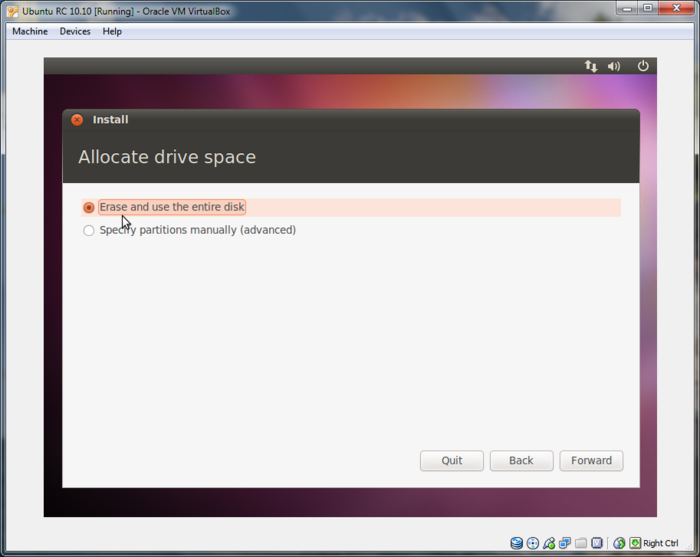 Ubuntu RC 10.10 [Running] - Oracle VM VirtualBox
Machine Devices Help
Install
Allocate drive space
Erase and use the entire disk
Specify partitions manually (advanced)
Quit Back Forward
Right Ctrl